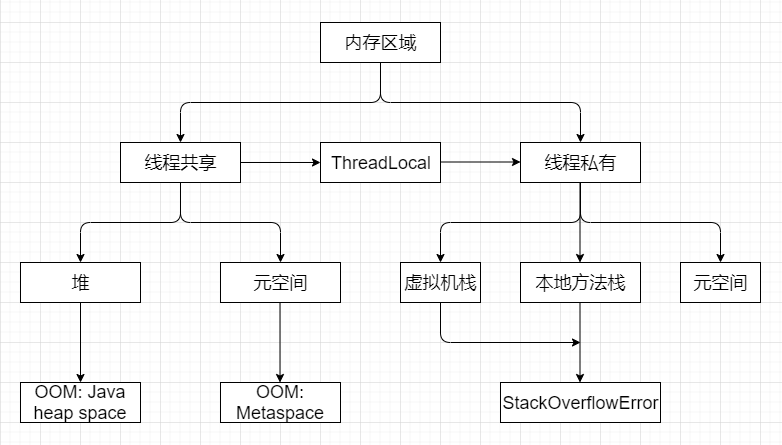 内存区域
线程共享
ThreadLocal
线程私有
堆
元空间
虚拟机栈
本地方法栈
元空间
OOM: Java
heap space
OOM:
Metaspace
StackOverflowError